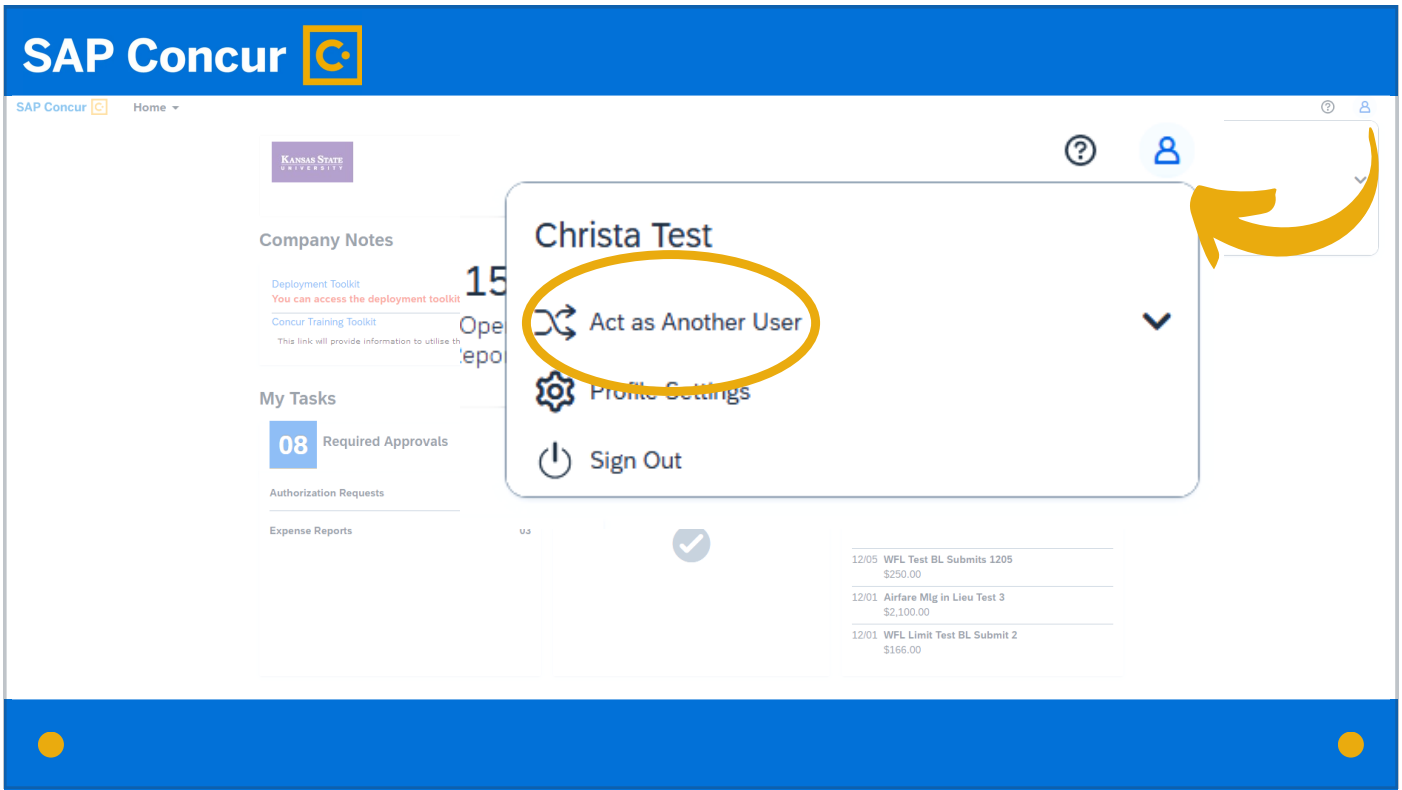 SAP Concur
SAP Concur Home
KANSAS STATE
UNIVERSITY
Company Notes
Deployment Toolkit
You can access the deployment toolkit
Concur Training Toolkit
This link will provide information to utilise th
15
Ope
epo
My Tasks
08 Required Approvals
Authorization Requests
Expense Reports 03
Christa Test
Act as Another User
Profile Settings
Sign Out
12/05 WFL Test BL Submits 1205
$250.00
12/01 Airfare Mlg in Lieu Test 3
$2,100.00
12/01 WFL Limit Test BL Submit 2
$166.00